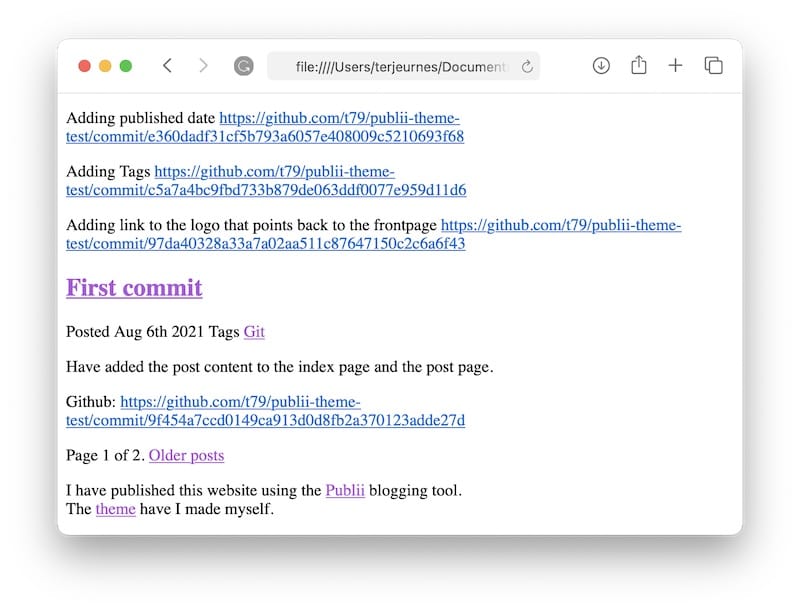 file:////Users/terjeurnes/Document
Adding published date https://github.com/t79/publii-theme-
test/commit/e360dadf31cf5b793a6057e408009c5210693f68
Adding Tags https://github.com/t79/publii-theme-
test/commit/c5a7a4bc9fbd733b879de063ddf0077e959d11d6
Adding link to the logo that points back to the frontpage https://github.com/t79/publii-theme-
test/commit/97da40328a33a7a02aa511c87647150c2c6a6f43
First commit
Posted Aug 6th 2021 Tags Git
Have added the post content to the index page and the post page.
Github: https://github.com/t79/publii-theme-
test/commit/9f454a7ccd0149ca913d0d8fb2a370123adde27d
Page 1 of 2. Older posts
I have published this website using the Publii blogging tool.
The theme have I made myself.